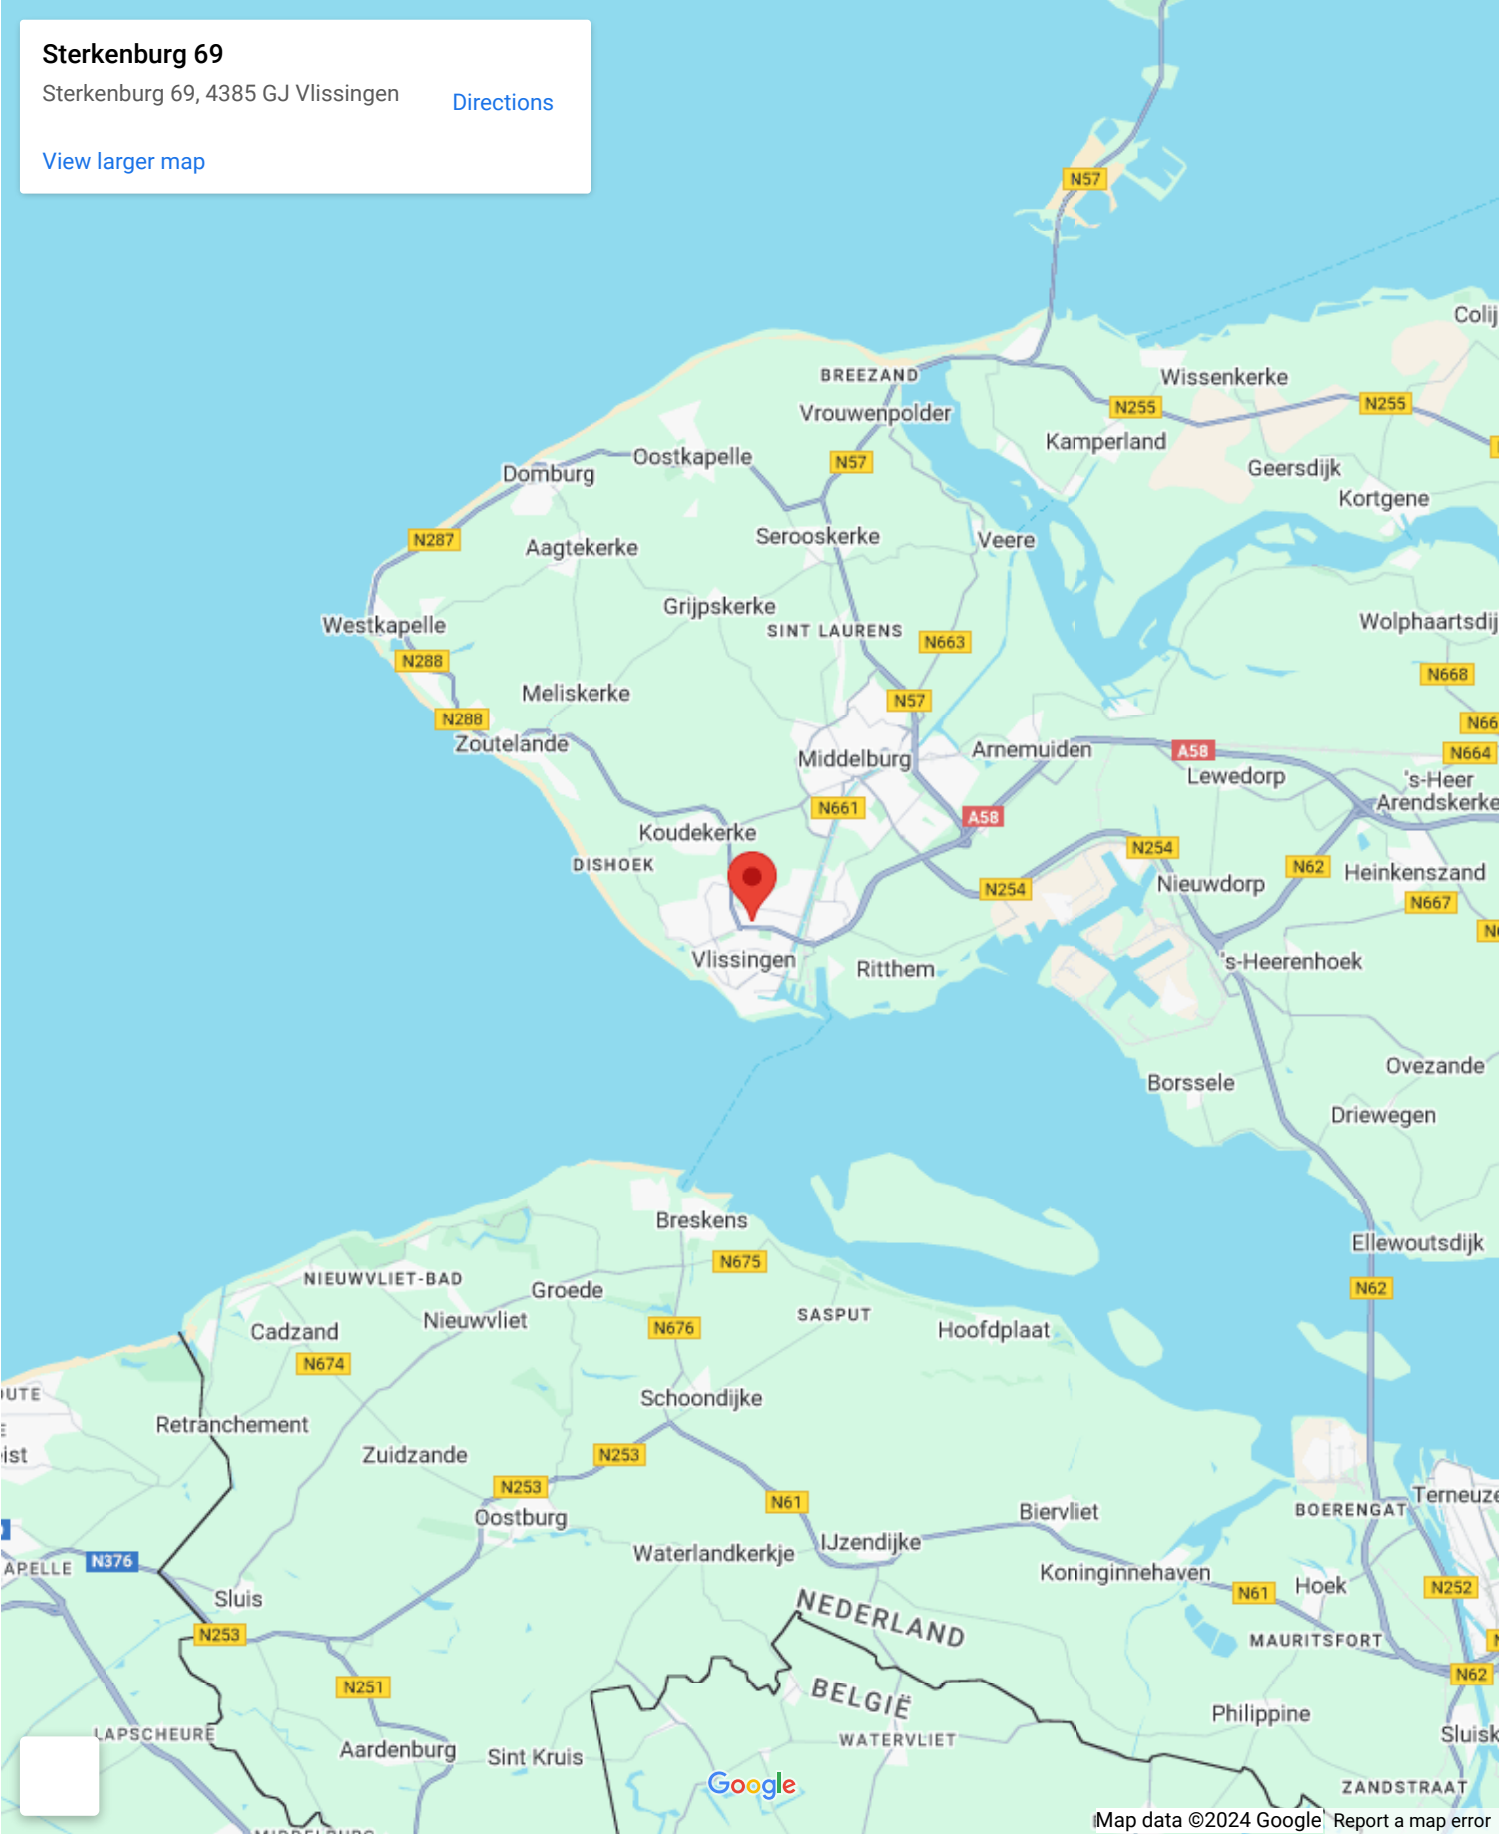 Sterkenburg 69
Sterkenburg 69, 4385 GJ Vlissingen
Directions
View larger map
N57
Colij
BREEZAND
Wissenkerke
N255
N255
Vrouwenpolder
Kamperland
Oostkapelle
N57
Domburg
Geersdijk
Kortgene
N287
Serooskerke
Veere
Aagtekerke
Grijpskerke
Westkapelle
SINT LAURENS
N663
Wolphaartsdij
N288
N668
Meliskerke
N57
N288
N66
Zoutelande
Middelburg
Arnemuiden
A58
N664
Lewedorp
's-Heer
Arendskerke
N661
A58
Koudekerke
N254
DISHOEK
N62
Heinkenszand
N254
Nieuwdorp
N667
Vlissingen
Ritthem
's-Heerenhoek
Ovezande
Borssele
Driewegen
Breskens
Ellewoutsdijk
N675
NIEUWVLIET-BAD
Groede
N62
Nieuwvliet
SASPUT
Cadzand
N676
Hoofdplaat
N674
OUTE
Schoondijke
Retranchement
ist
Zuidzande
N253
N253
N61
Terneuze
Oostburg
Biervliet
BOERENGAT
IJzendijke
Waterlandkerkje
N376
APELLE
Koninginnehaven
Sluis
N61
Hoek
N252
NEDERLAND
N253
MAURITSFORT
N62
N251
BELGIË
Philippine
LAPSCHEURE
WATERVLIET
Sluisk
Aardenburg
Sint Kruis
Google
ZANDSTRAAT
Map data ©2024 Google
Report a map error